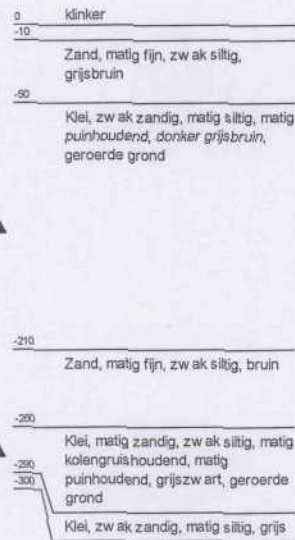 0 klinker
-10
Zand, matig fijn, zwak siltig,
grijsbruin
-50
Klei, zwak zandig, matig siltig, matig
puinhoudend, donker grijsbruin,
geroerde grond
-210
Zand, matig fijn, zwak siltig, bruin
-260
Klei, matig zandig, zwak siltig, matig
kolengruishoudend, matig
-290
puinhoudend, grijszwart, geroerde
-300
grond
Klei, zwak zandig, matig siltig, grijs